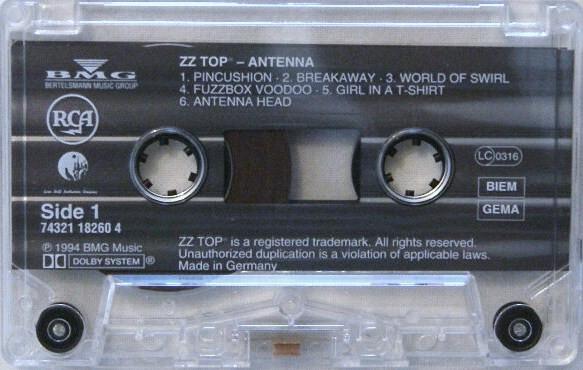 BMG
BERTELSMANN MUSIC GROUP
RCA
ZZ TOP® – ANTENNA
1. PINCUSHION · 2. BREAKAWAY · 3. WORLD OF SWIRL
4. FUZZBOX VOODOO · 5. GIRL IN A T-SHIRT
6. ANTENNA HEAD
LC 0316
BIEM
GEMA
Side 1
74321 18260 4
℗ 1994 BMG Music
DOLBY SYSTEM ®
ZZ TOP® is a registered trademark. All rights reserved.
Unauthorized duplication is a violation of applicable laws.
Made in Germany